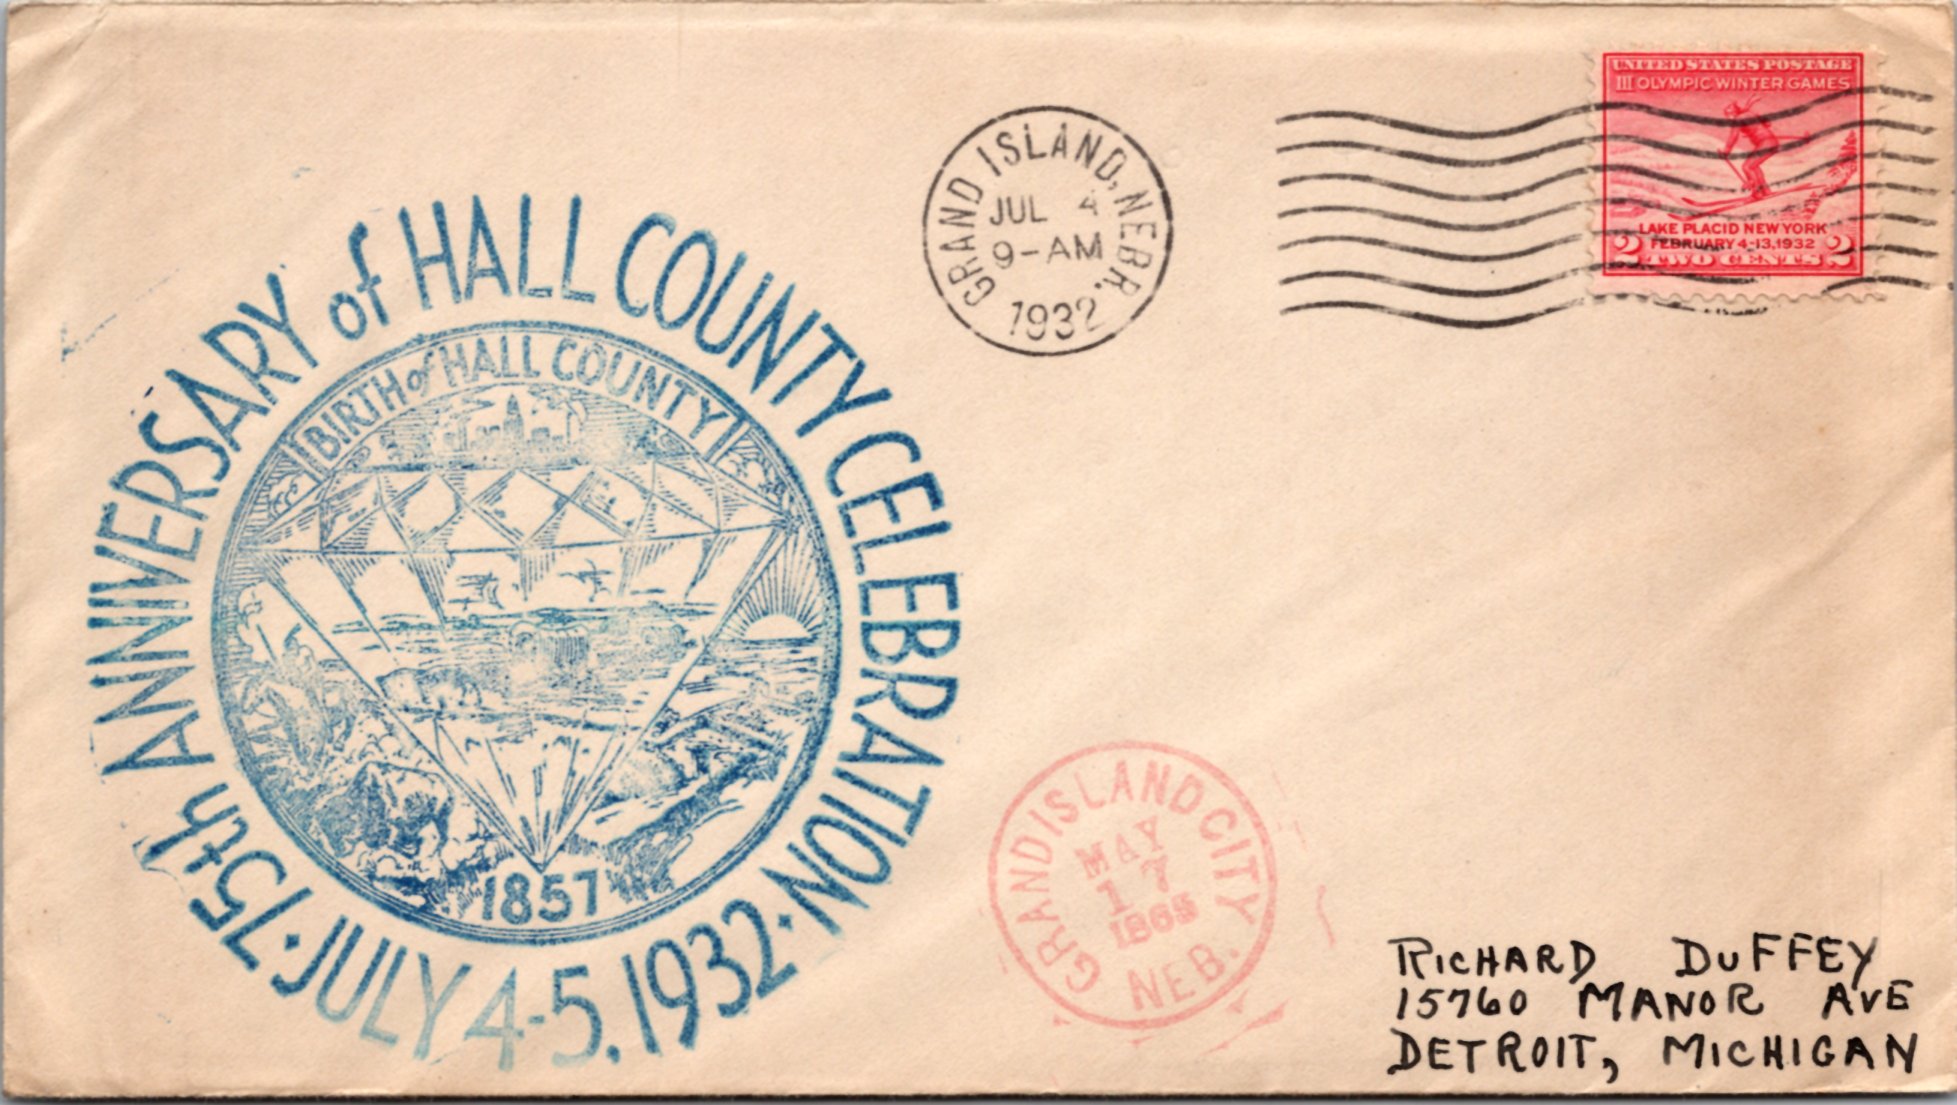 UNITED STATES POSTAGE
III OLYMPIC WINTER GAMES
LAKE PLACID NEW YORK
FEBRUARY 4-13, 1932
2 TWO CENTS 2
GRAND ISLAND, NEBR.
JUL 4
9-AM
1932
75th ANNIVERSARY of HALL COUNTY CELEBRATION
· JULY 4-5, 1932 ·
BIRTH of HALL COUNTY
1857
GRAND ISLAND CITY
MAY
17
1865
NEB.
RICHARD DUFFEY
15760 MANOR AVE
DETROIT, MICHIGAN